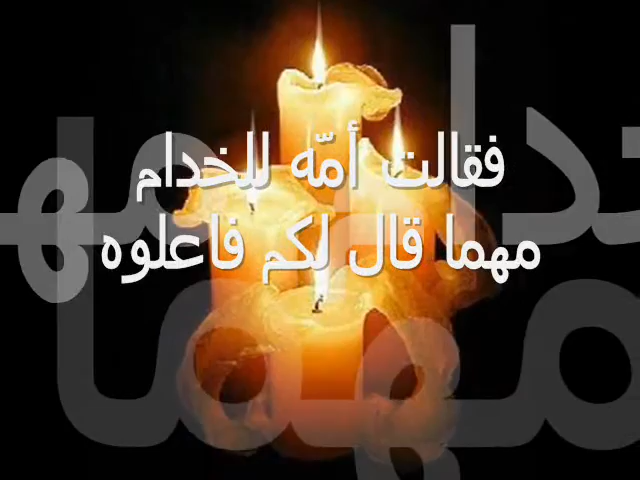 فقالت أمّه للخدام
مهما قال لكم فاعلوه